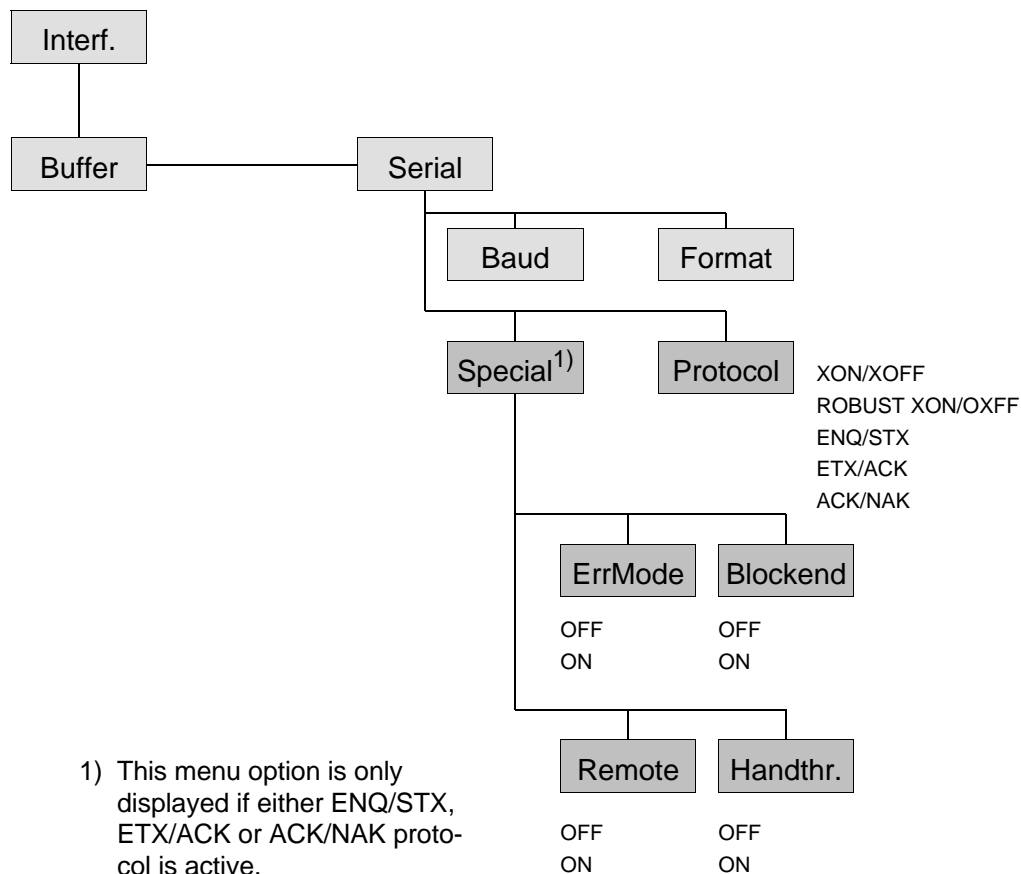 Interf.
Buffer
Serial
Baud
Format
Special1)
Protocol
XON/XOFF
ROBUST XON/OXFF
ENQ/STX
ETX/ACK
ACK/NAK
ErrMode
Blockend
OFF
OFF
ON
ON
Remote
Handthr.
OFF
OFF
ON
ON
1) This menu option is only
displayed if either ENQ/STX,
ETX/ACK or ACK/NAK proto-
col is active.